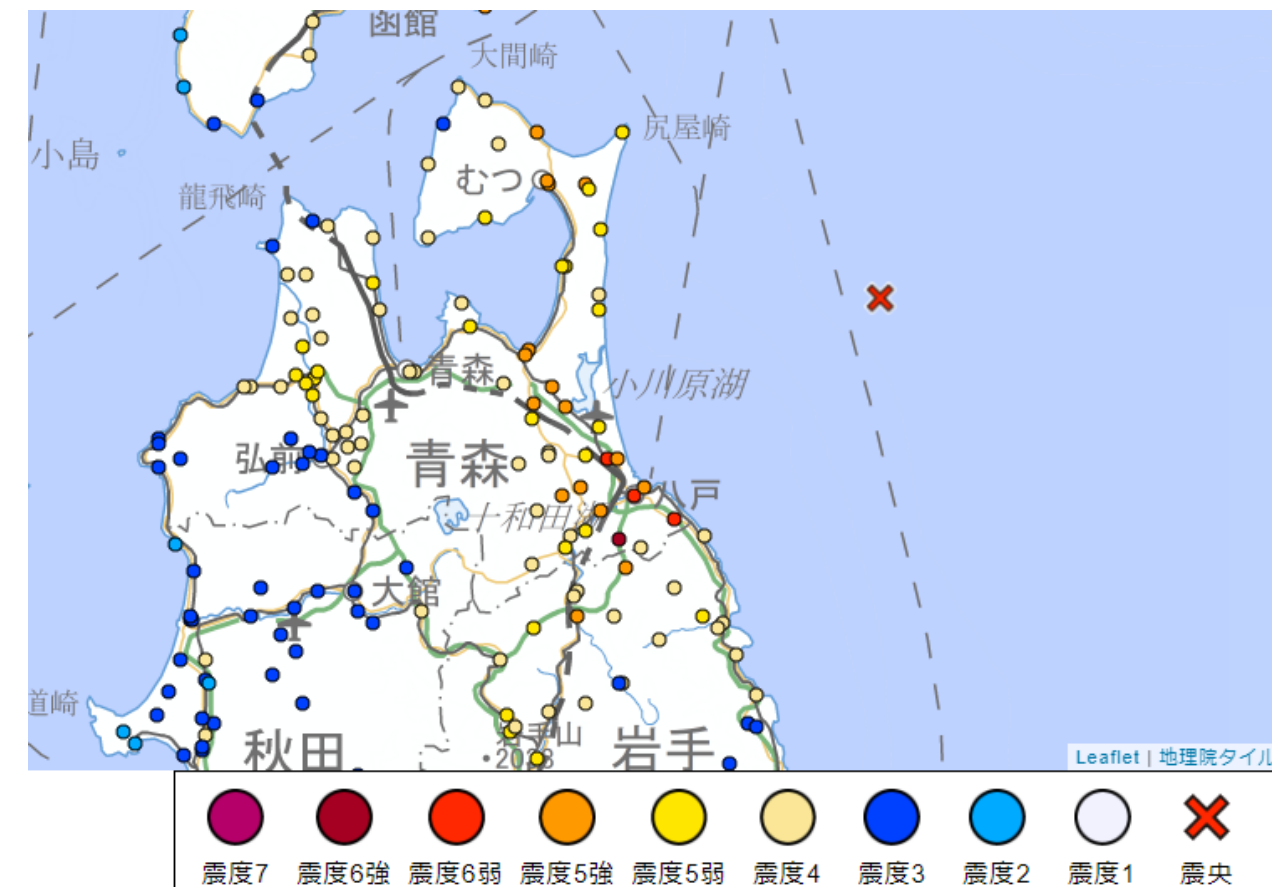 函館
大間崎
尻屋崎
小島
むつ
龍飛崎
青森
小川原湖
弘前
青森
八戸
十和田湖
大館
道崎
岩手山
・2038
秋田
岩手
Leaflet | 地理院タイル
震度7 震度6強 震度6弱 震度5強 震度5弱 震度4 震度3 震度2 震度1 震央